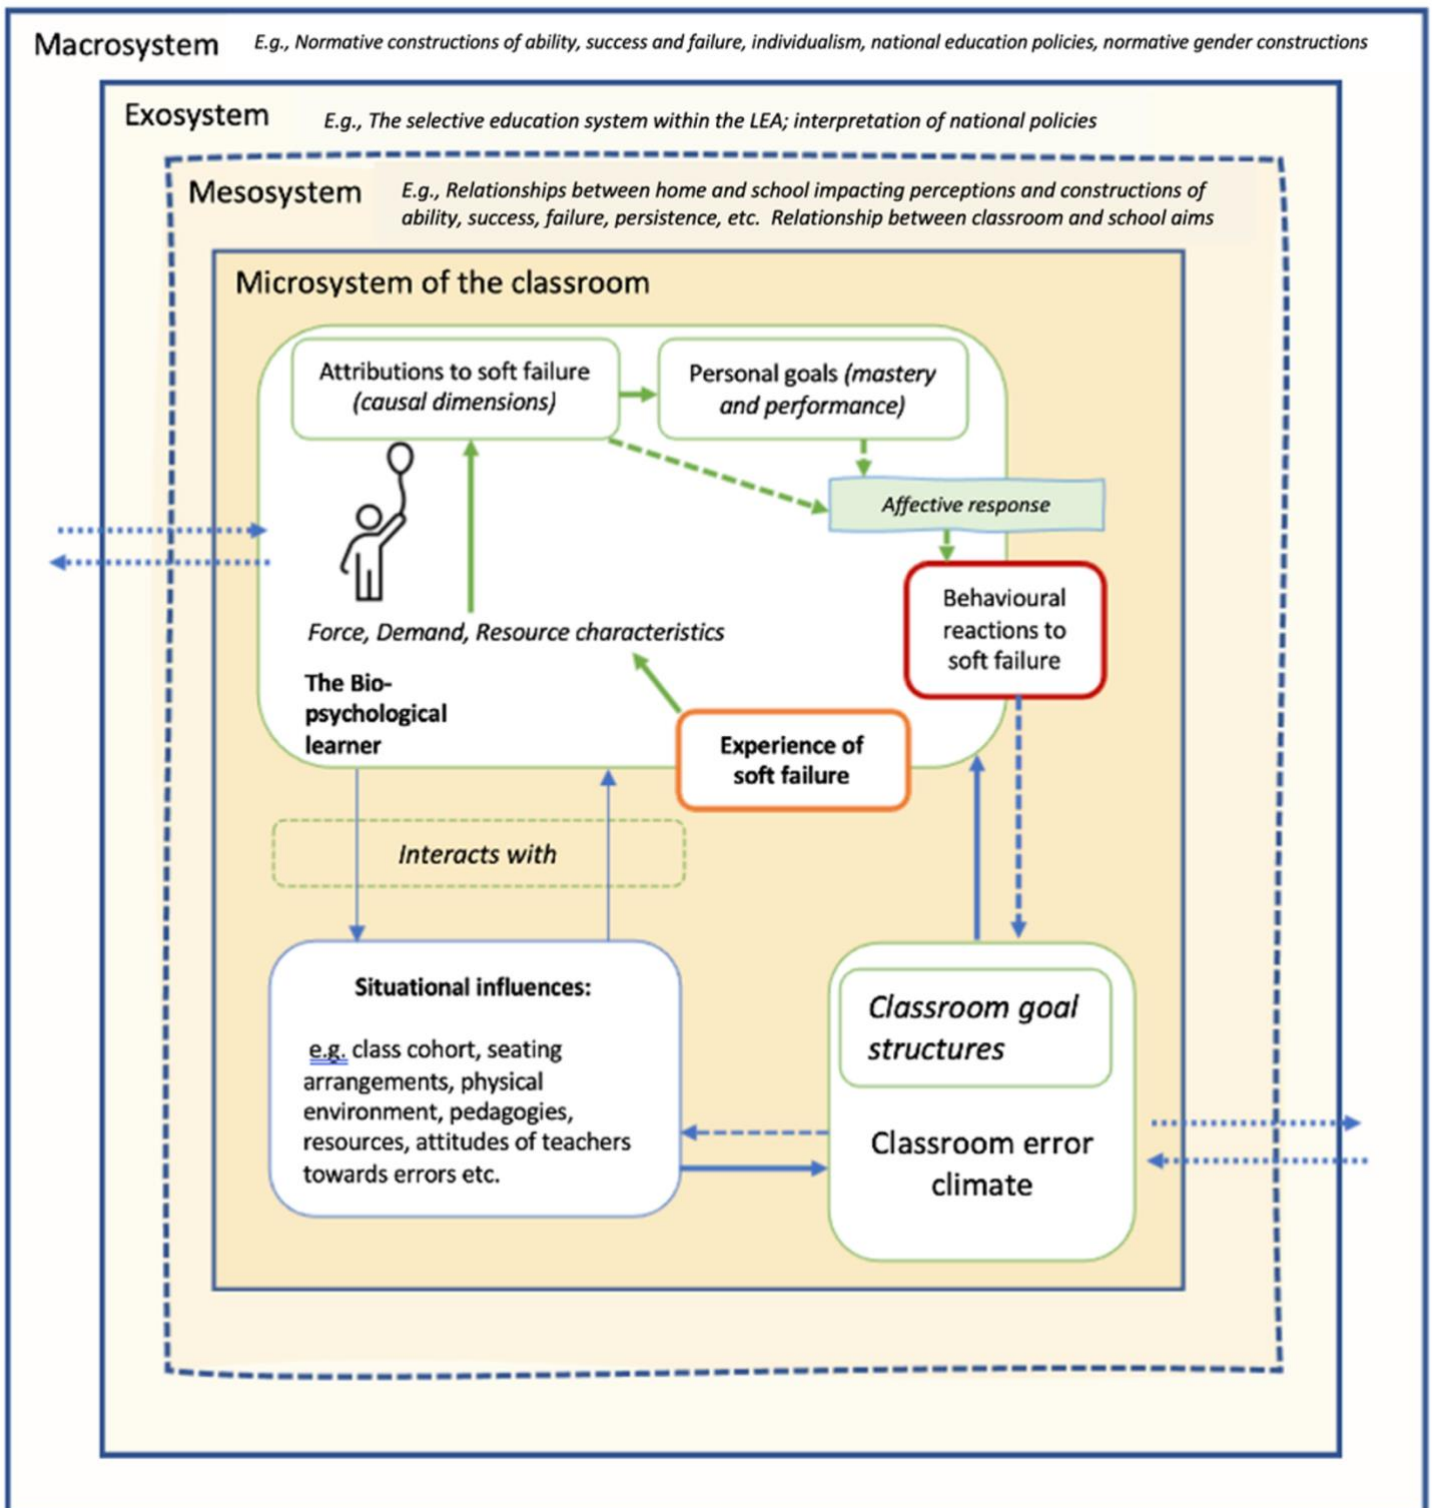 Macrosystem E.g., Normative constructions of ability, success and failure, individualism, national education policies, normative gender constructions
Exosystem E.g., The selective education system within the LEA; interpretation of national policies
Mesosystem E.g., Relationships between home and school impacting perceptions and constructions of
ability, success, failure, persistence, etc. Relationship between classroom and school aims
Microsystem of the classroom
Attributions to soft failure
(causal dimensions)
Personal goals (mastery
and performance)
Affective response
Behavioural
reactions to
soft failure
Force, Demand, Resource characteristics
The Bio-
psychological
learner
Experience of
soft failure
Interacts with
Situational influences:
e.g. class cohort, seating
arrangements, physical
environment, pedagogies,
resources, attitudes of teachers
towards errors etc.
Classroom goal
structures
Classroom error
climate